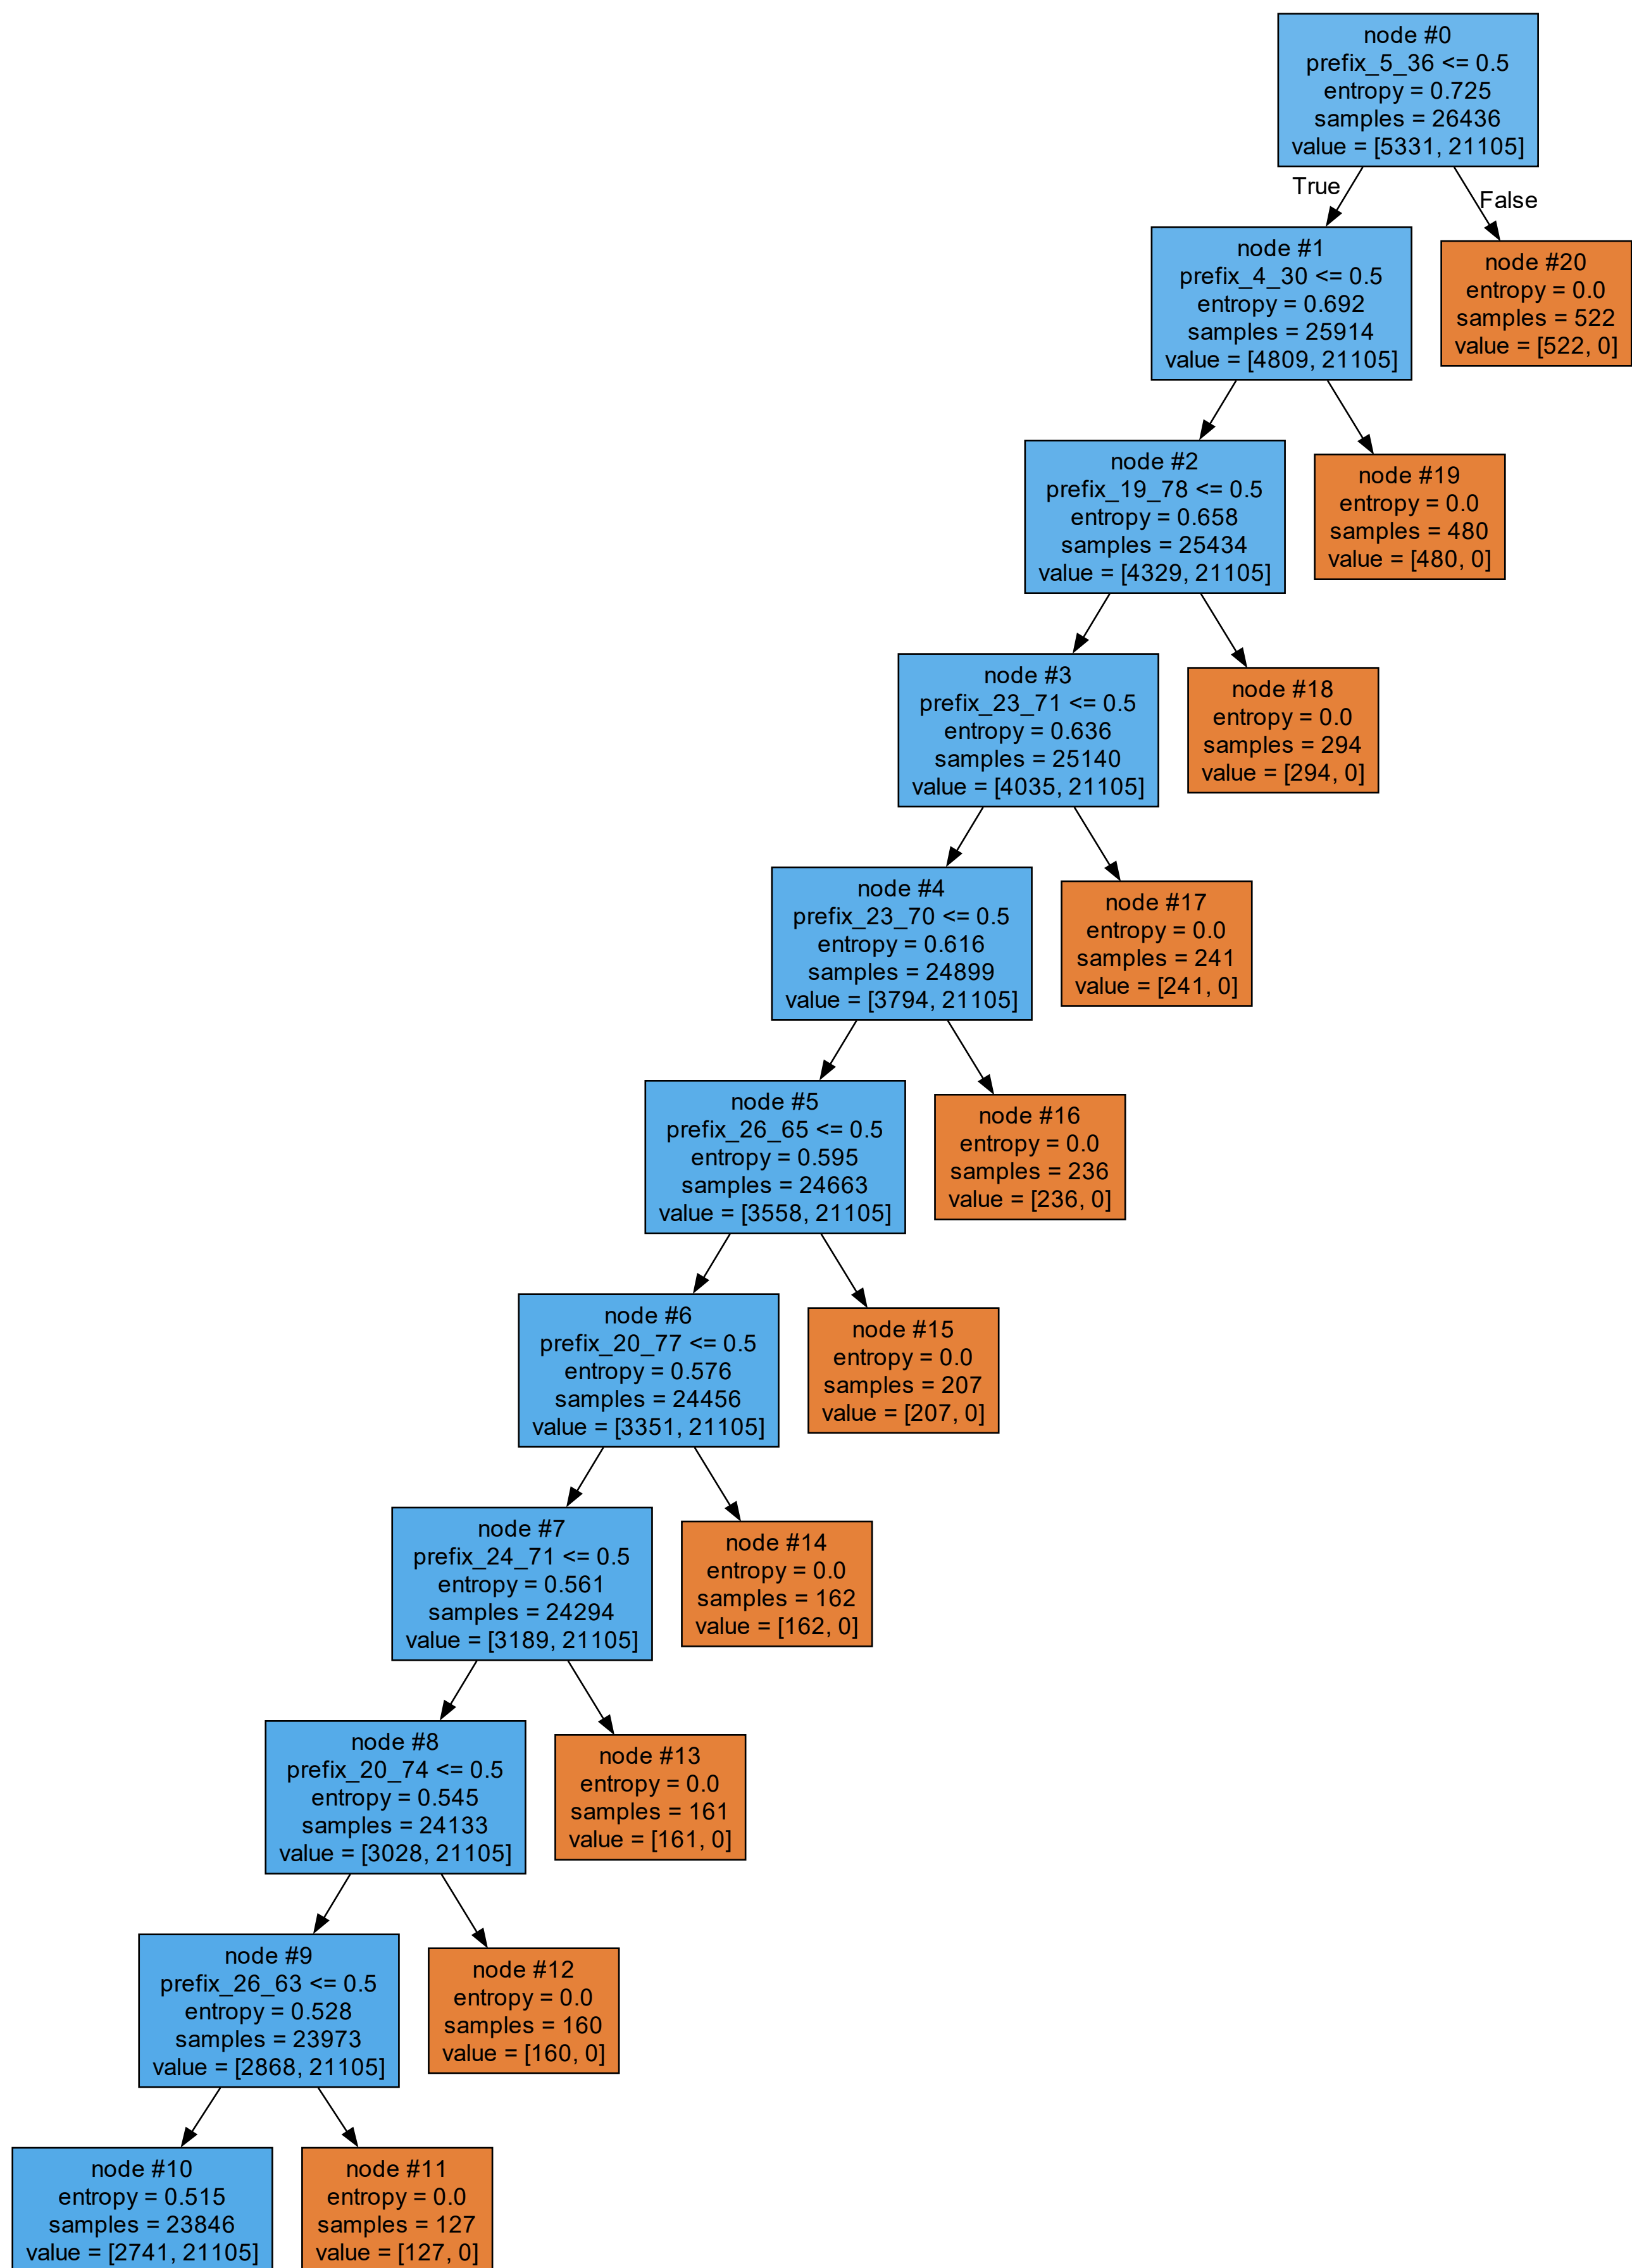 node #0
prefix_5_36 <= 0.5
entropy = 0.725
samples = 26436
value = [5331, 21105]
True
False
node #1
prefix_4_30 <= 0.5
entropy = 0.692
samples = 25914
value = [4809, 21105]
node #20
entropy = 0.0
samples = 522
value = [522, 0]
node #2
prefix_19_78 <= 0.5
entropy = 0.658
samples = 25434
value = [4329, 21105]
node #19
entropy = 0.0
samples = 480
value = [480, 0]
node #3
prefix_23_71 <= 0.5
entropy = 0.636
samples = 25140
value = [4035, 21105]
node #18
entropy = 0.0
samples = 294
value = [294, 0]
node #4
prefix_23_70 <= 0.5
entropy = 0.616
samples = 24899
value = [3794, 21105]
node #17
entropy = 0.0
samples = 241
value = [241, 0]
node #5
prefix_26_65 <= 0.5
entropy = 0.595
samples = 24663
value = [3558, 21105]
node #16
entropy = 0.0
samples = 236
value = [236, 0]
node #6
prefix_20_77 <= 0.5
entropy = 0.576
samples = 24456
value = [3351, 21105]
node #15
entropy = 0.0
samples = 207
value = [207, 0]
node #7
prefix_24_71 <= 0.5
entropy = 0.561
samples = 24294
value = [3189, 21105]
node #14
entropy = 0.0
samples = 162
value = [162, 0]
node #8
prefix_20_74 <= 0.5
entropy = 0.545
samples = 24133
value = [3028, 21105]
node #13
entropy = 0.0
samples = 161
value = [161, 0]
node #9
prefix_26_63 <= 0.5
entropy = 0.528
samples = 23973
value = [2868, 21105]
node #12
entropy = 0.0
samples = 160
value = [160, 0]
node #10
entropy = 0.515
samples = 23846
value = [2741, 21105]
node #11
entropy = 0.0
samples = 127
value = [127, 0]